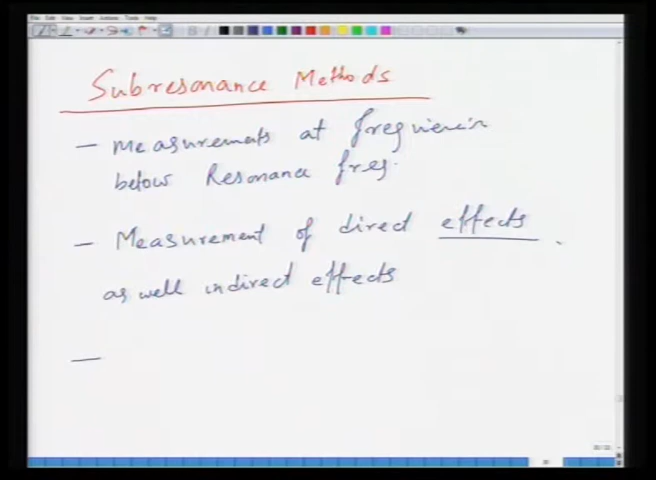 Subresonance Methods
— Measurements at frequencies
below Resonance freq.
— Measurement of direct effects.
as well indirect effects
—